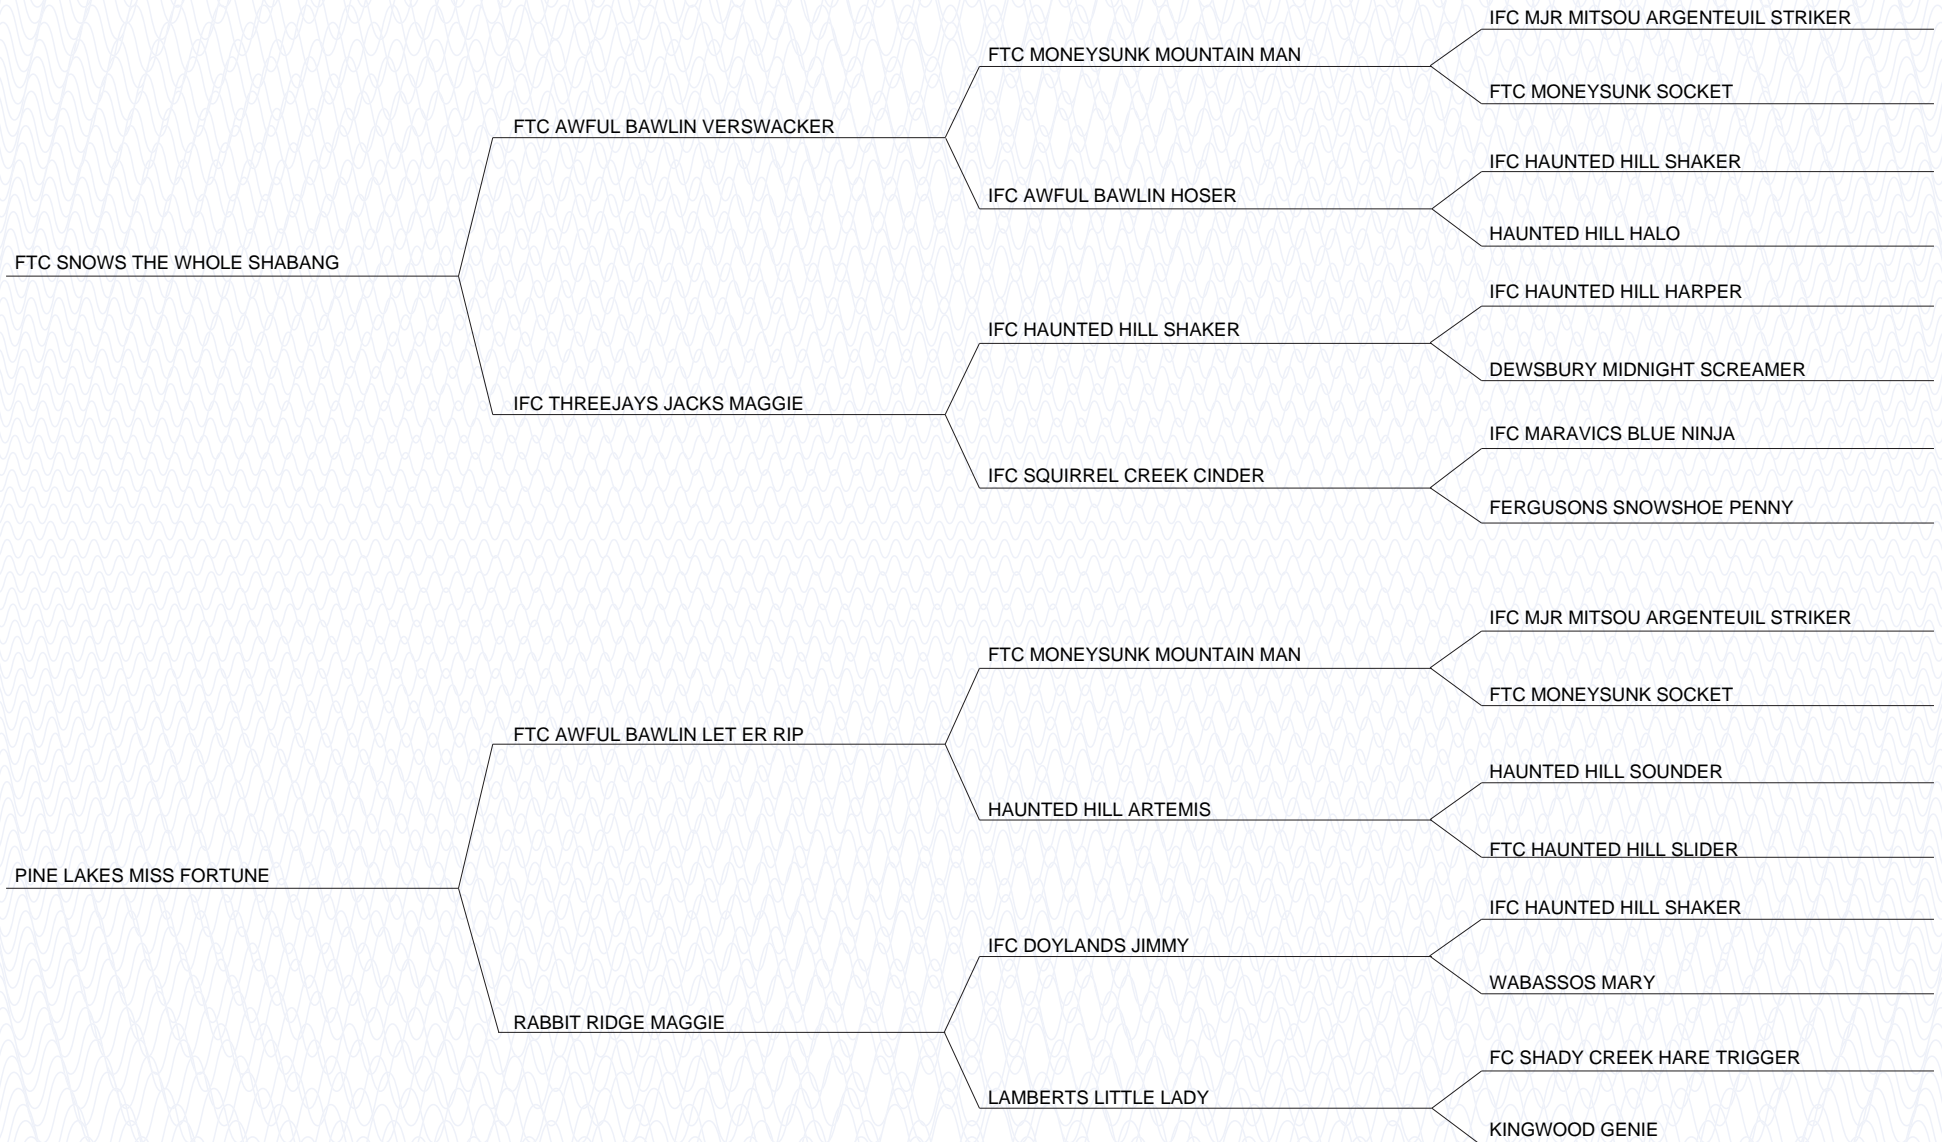 IFC MJR MITSOU ARGENTEUIL STRIKER
FTC MONEYSUNK MOUNTAIN MAN
FTC MONEYSUNK SOCKET
FTC AWFUL BAWLIN VERSWACKER
IFC HAUNTED HILL SHAKER
IFC AWFUL BAWLIN HOSER
HAUNTED HILL HALO
FTC SNOWS THE WHOLE SHABANG
IFC HAUNTED HILL HARPER
IFC HAUNTED HILL SHAKER
DEWSBURY MIDNIGHT SCREAMER
IFC THREEJAYS JACKS MAGGIE
IFC MARAVICS BLUE NINJA
IFC SQUIRREL CREEK CINDER
FERGUSONS SNOWSHOE PENNY
IFC MJR MITSOU ARGENTEUIL STRIKER
FTC MONEYSUNK MOUNTAIN MAN
FTC MONEYSUNK SOCKET
FTC AWFUL BAWLIN LET ER RIP
HAUNTED HILL SOUNDER
HAUNTED HILL ARTEMIS
FTC HAUNTED HILL SLIDER
PINE LAKES MISS FORTUNE
IFC HAUNTED HILL SHAKER
IFC DOYLANDS JIMMY
WABASSOS MARY
RABBIT RIDGE MAGGIE
FC SHADY CREEK HARE TRIGGER
LAMBERTS LITTLE LADY
KINGWOOD GENIE